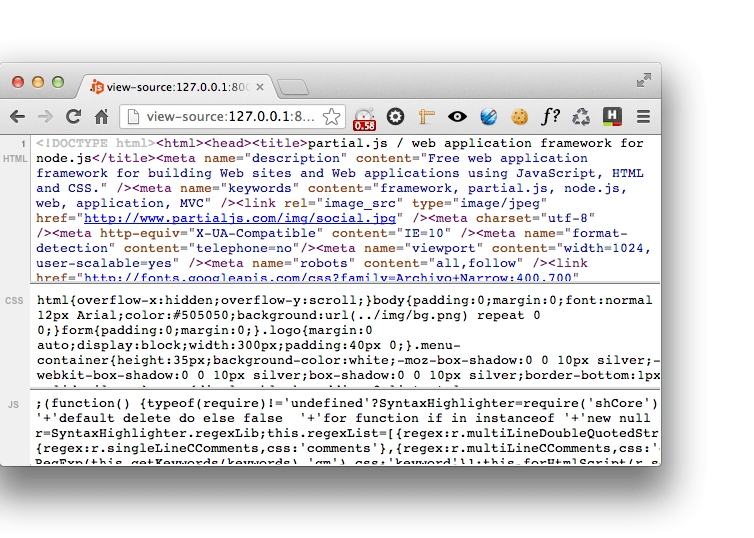 JS view-source:127.0.0.1:800
view-source:127.0.0.1:8...
0.58
f?
H
1
HTML
<!DOCTYPE html><html><head><title>partial.js / web application framework for
node.js</title><meta name="description" content="Free web application
framework for building Web sites and Web applications using JavaScript, HTML
and CSS." /><meta name="keywords" content="framework, partial.js, node.js,
web, application, MVC" /><link rel="image_src" type="image/jpeg"
href="http://www.partialjs.com/img/social.jpg" /><meta charset="utf-8"
/><meta http-equiv="X-UA-Compatible" content="IE=10" /><meta name="format-
detection" content="telephone=no"/><meta name="viewport" content="width=1024,
user-scalable=yes" /><meta name="robots" content="all,follow" /><link
href="http://fonts.googleapis.com/css?family=Archivo+Narrow:400,700"
CSS
html{overflow-x:hidden;overflow-y:scroll;}body{padding:0;margin:0;font:normal
12px Arial;color:#505050;background:url(../img/bg.png) repeat 0
0;}form{padding:0;margin:0;}.logo{margin:0
auto;display:block;width:300px;padding:40px 0;}.menu-
container{height:35px;background-color:white;-moz-box-shadow:0 0 10px silver;-
webkit-box-shadow:0 0 10px silver;box-shadow:0 0 10px silver;border-bottom:1px
JS
;(function() {typeof(require)!='undefined'?SyntaxHighlighter=require('shCore')
'+'default delete do else false  '+'for function if in instanceof '+'new null
r=SyntaxHighlighter.regexLib;this.regexList=[{regex:r.multiLineDoubleQuotedStr
{regex:r.singleLineCComments,css:'comments'},{regex:r.multiLineCComments,css:'
RegExp(this.getKeywords(keywords),'gm'),css:'keyword'}];this.forHtmlScript(r.s